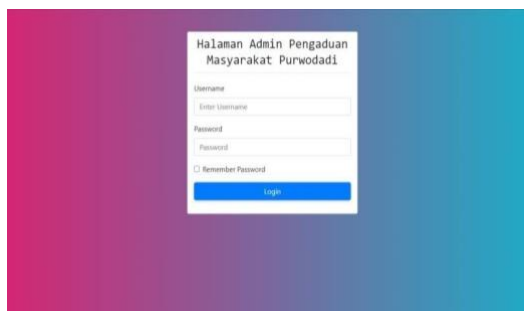 Halaman Admin Pengaduan
Masyarakat Purwodadi
Username
Enter Username
Password
Password
Remember Password
Login